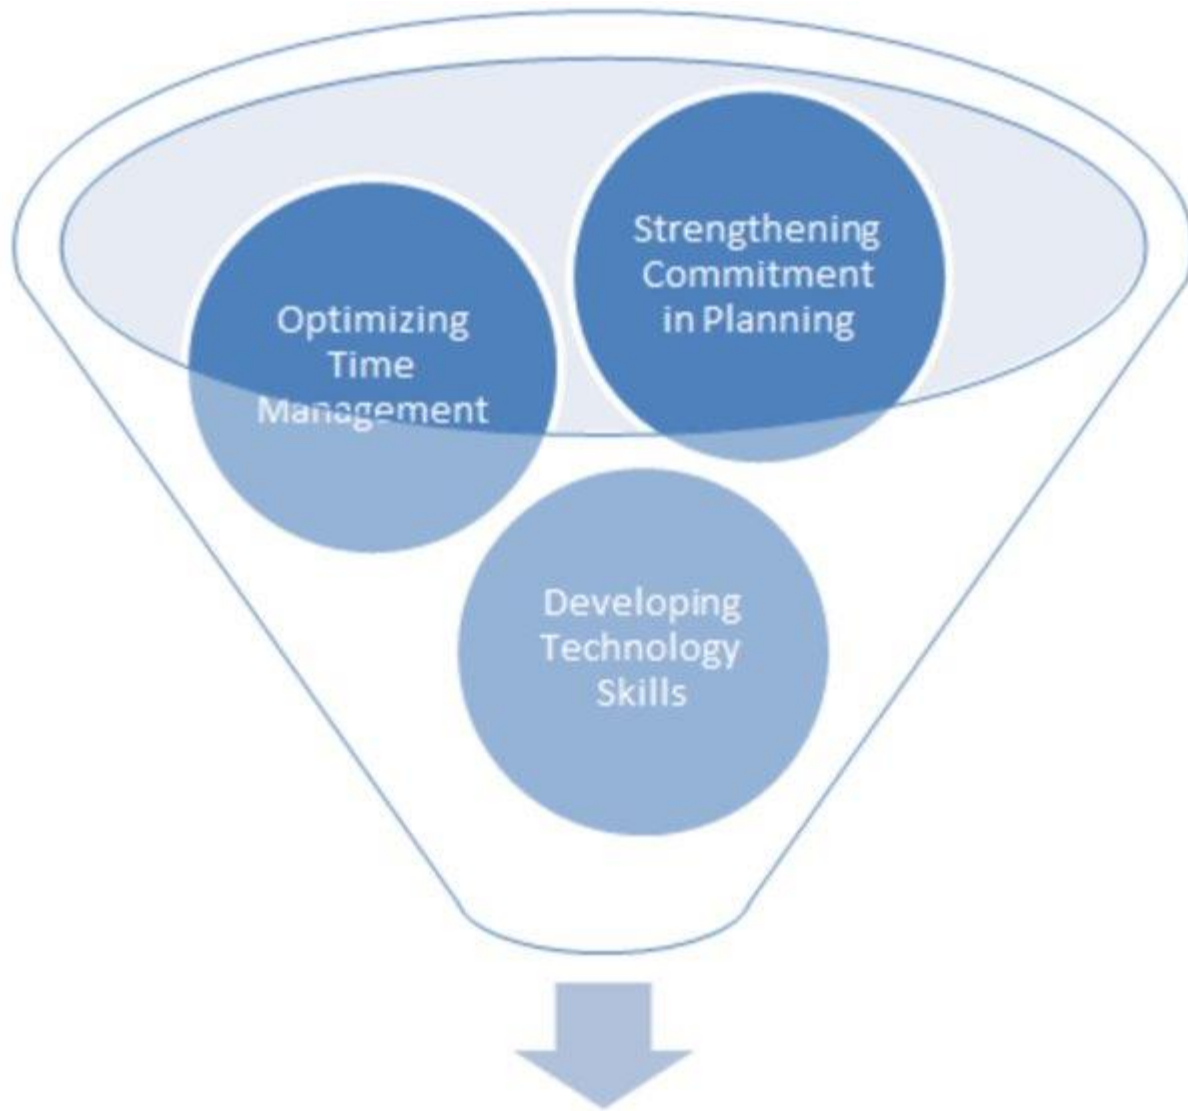 Strengthening
Commitment
in Planning
Optimizing
Time
Management
Developing
Technology
Skills